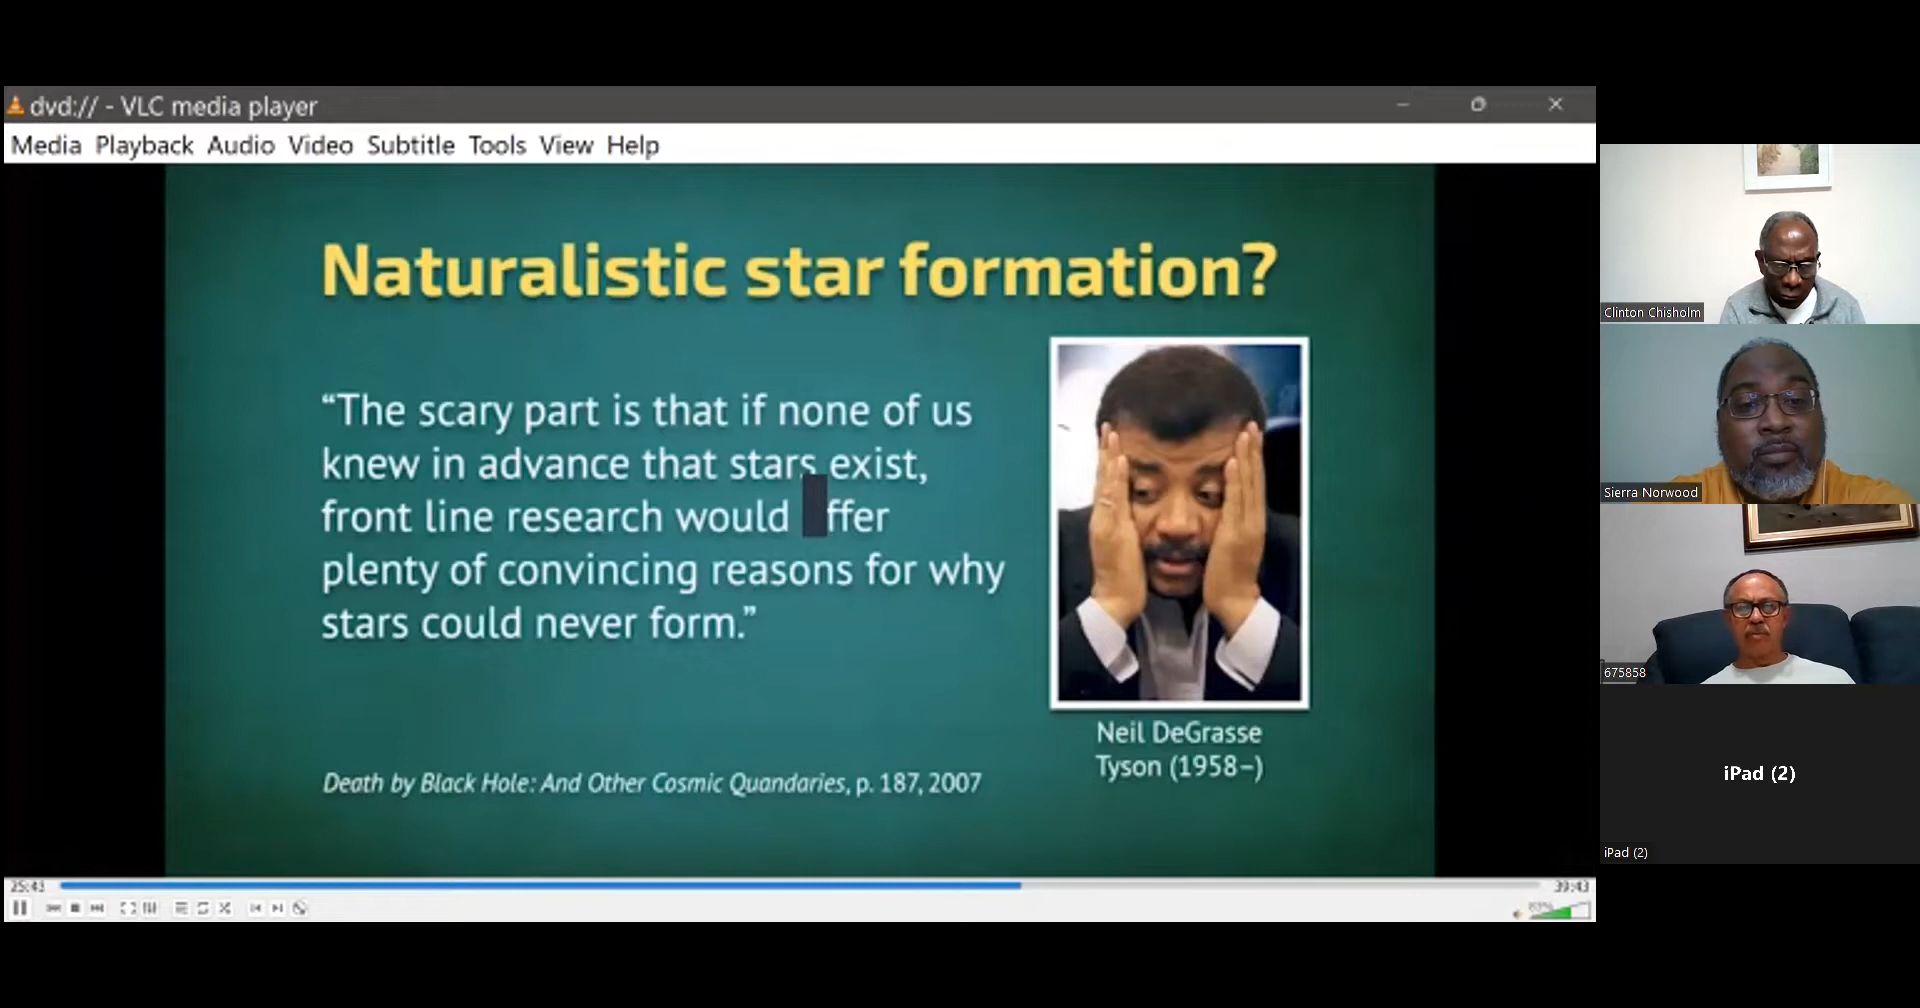 dvd:// - VLC media player
Media Playback Audio Video Subtitle Tools View Help
Naturalistic star formation?
“The scary part is that if none of us
knew in advance that stars exist,
front line research would ffer
plenty of convincing reasons for why
stars could never form.”
Death by Black Hole: And Other Cosmic Quandaries, p. 187, 2007
Neil DeGrasse
Tyson (1958–)
25:43
39:43
83%
Clinton Chisholm
Sierra Norwood
675858
iPad (2)
iPad (2)